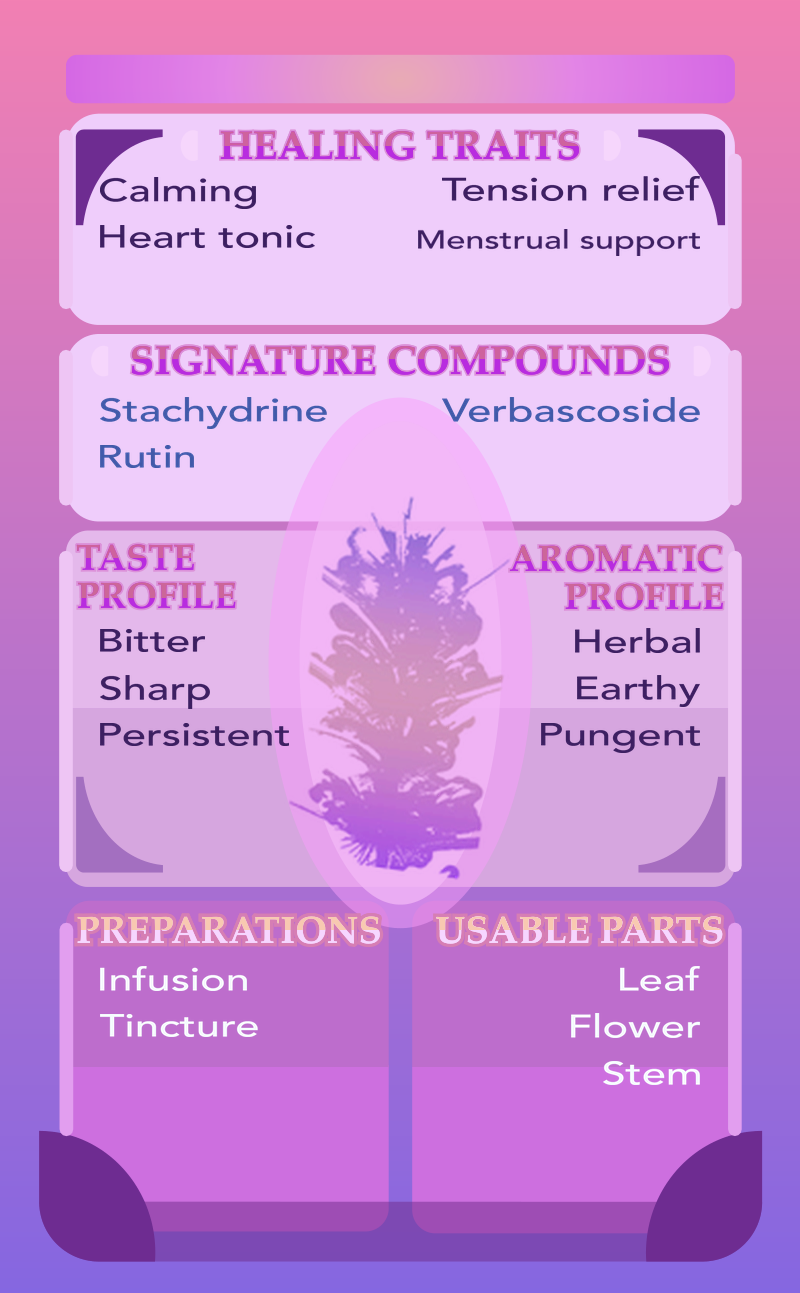 HEALING TRAITS
Calming
Tension relief
Heart tonic
Menstrual support
SIGNATURE COMPOUNDS
Stachydrine
Verbascoside
Rutin
TASTE
PROFILE
Bitter
Sharp
Persistent
AROMATIC
PROFILE
Herbal
Earthy
Pungent
PREPARATIONS
Infusion
Tincture
USABLE PARTS
Leaf
Flower
Stem